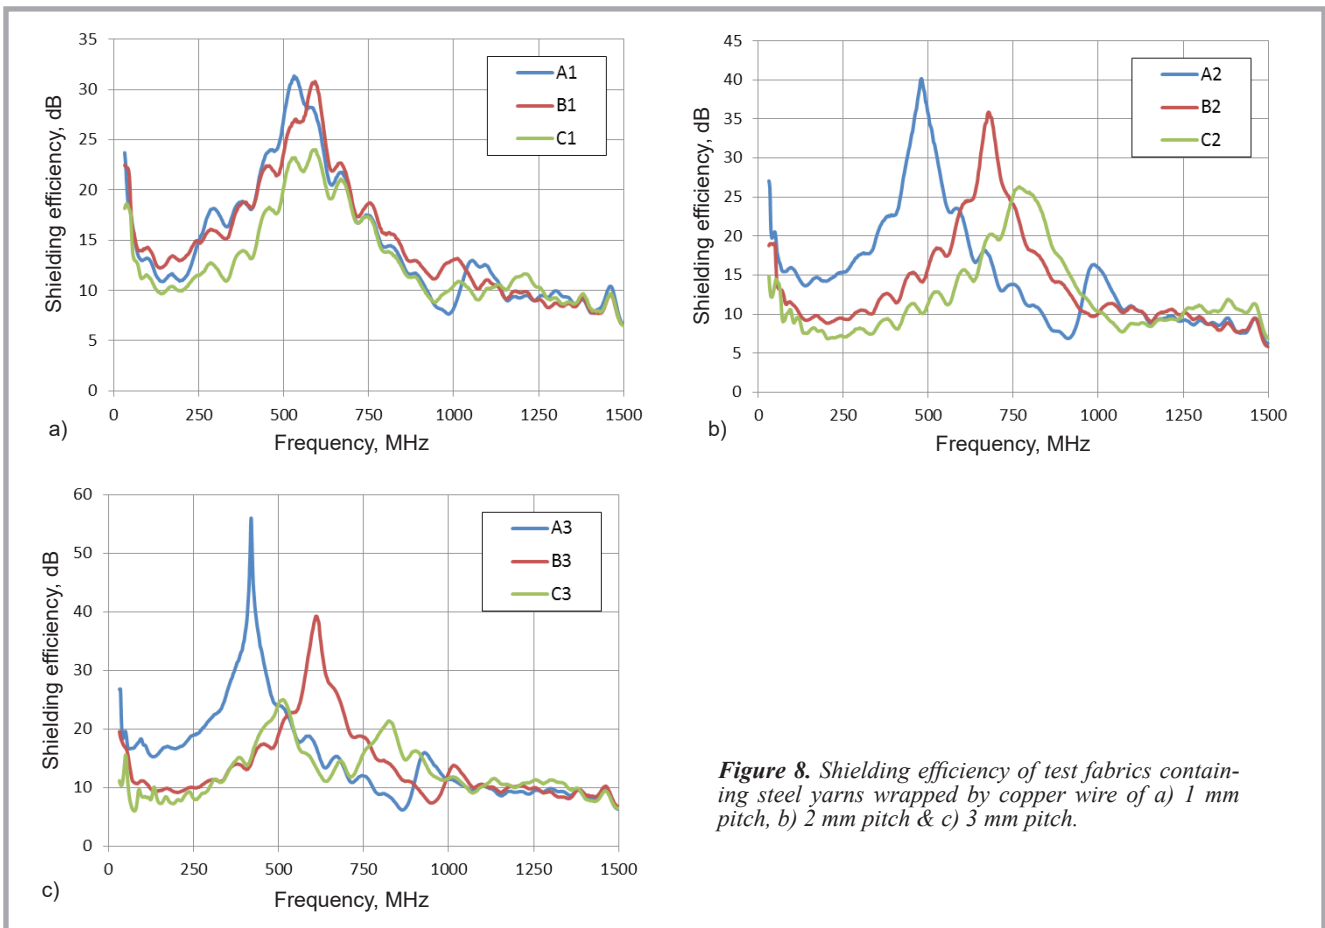 35
30
25
20
15
10
5
0
Shielding efficiency, dB
A1
B1
C1
0 250 500 750 1000 1250 1500
Frequency, MHz
a)
45
40
35
30
25
20
15
10
5
0
Shielding efficiency, dB
A2
B2
C2
0 250 500 750 1000 1250 1500
Frequency, MHz
b)
60
50
40
30
20
10
0
Shielding efficiency, dB
A3
B3
C3
0 250 500 750 1000 1250 1500
Frequency, MHz
c)
Figure 8. Shielding efficiency of test fabrics contain-
ing steel yarns wrapped by copper wire of a) 1 mm
pitch, b) 2 mm pitch & c) 3 mm pitch.